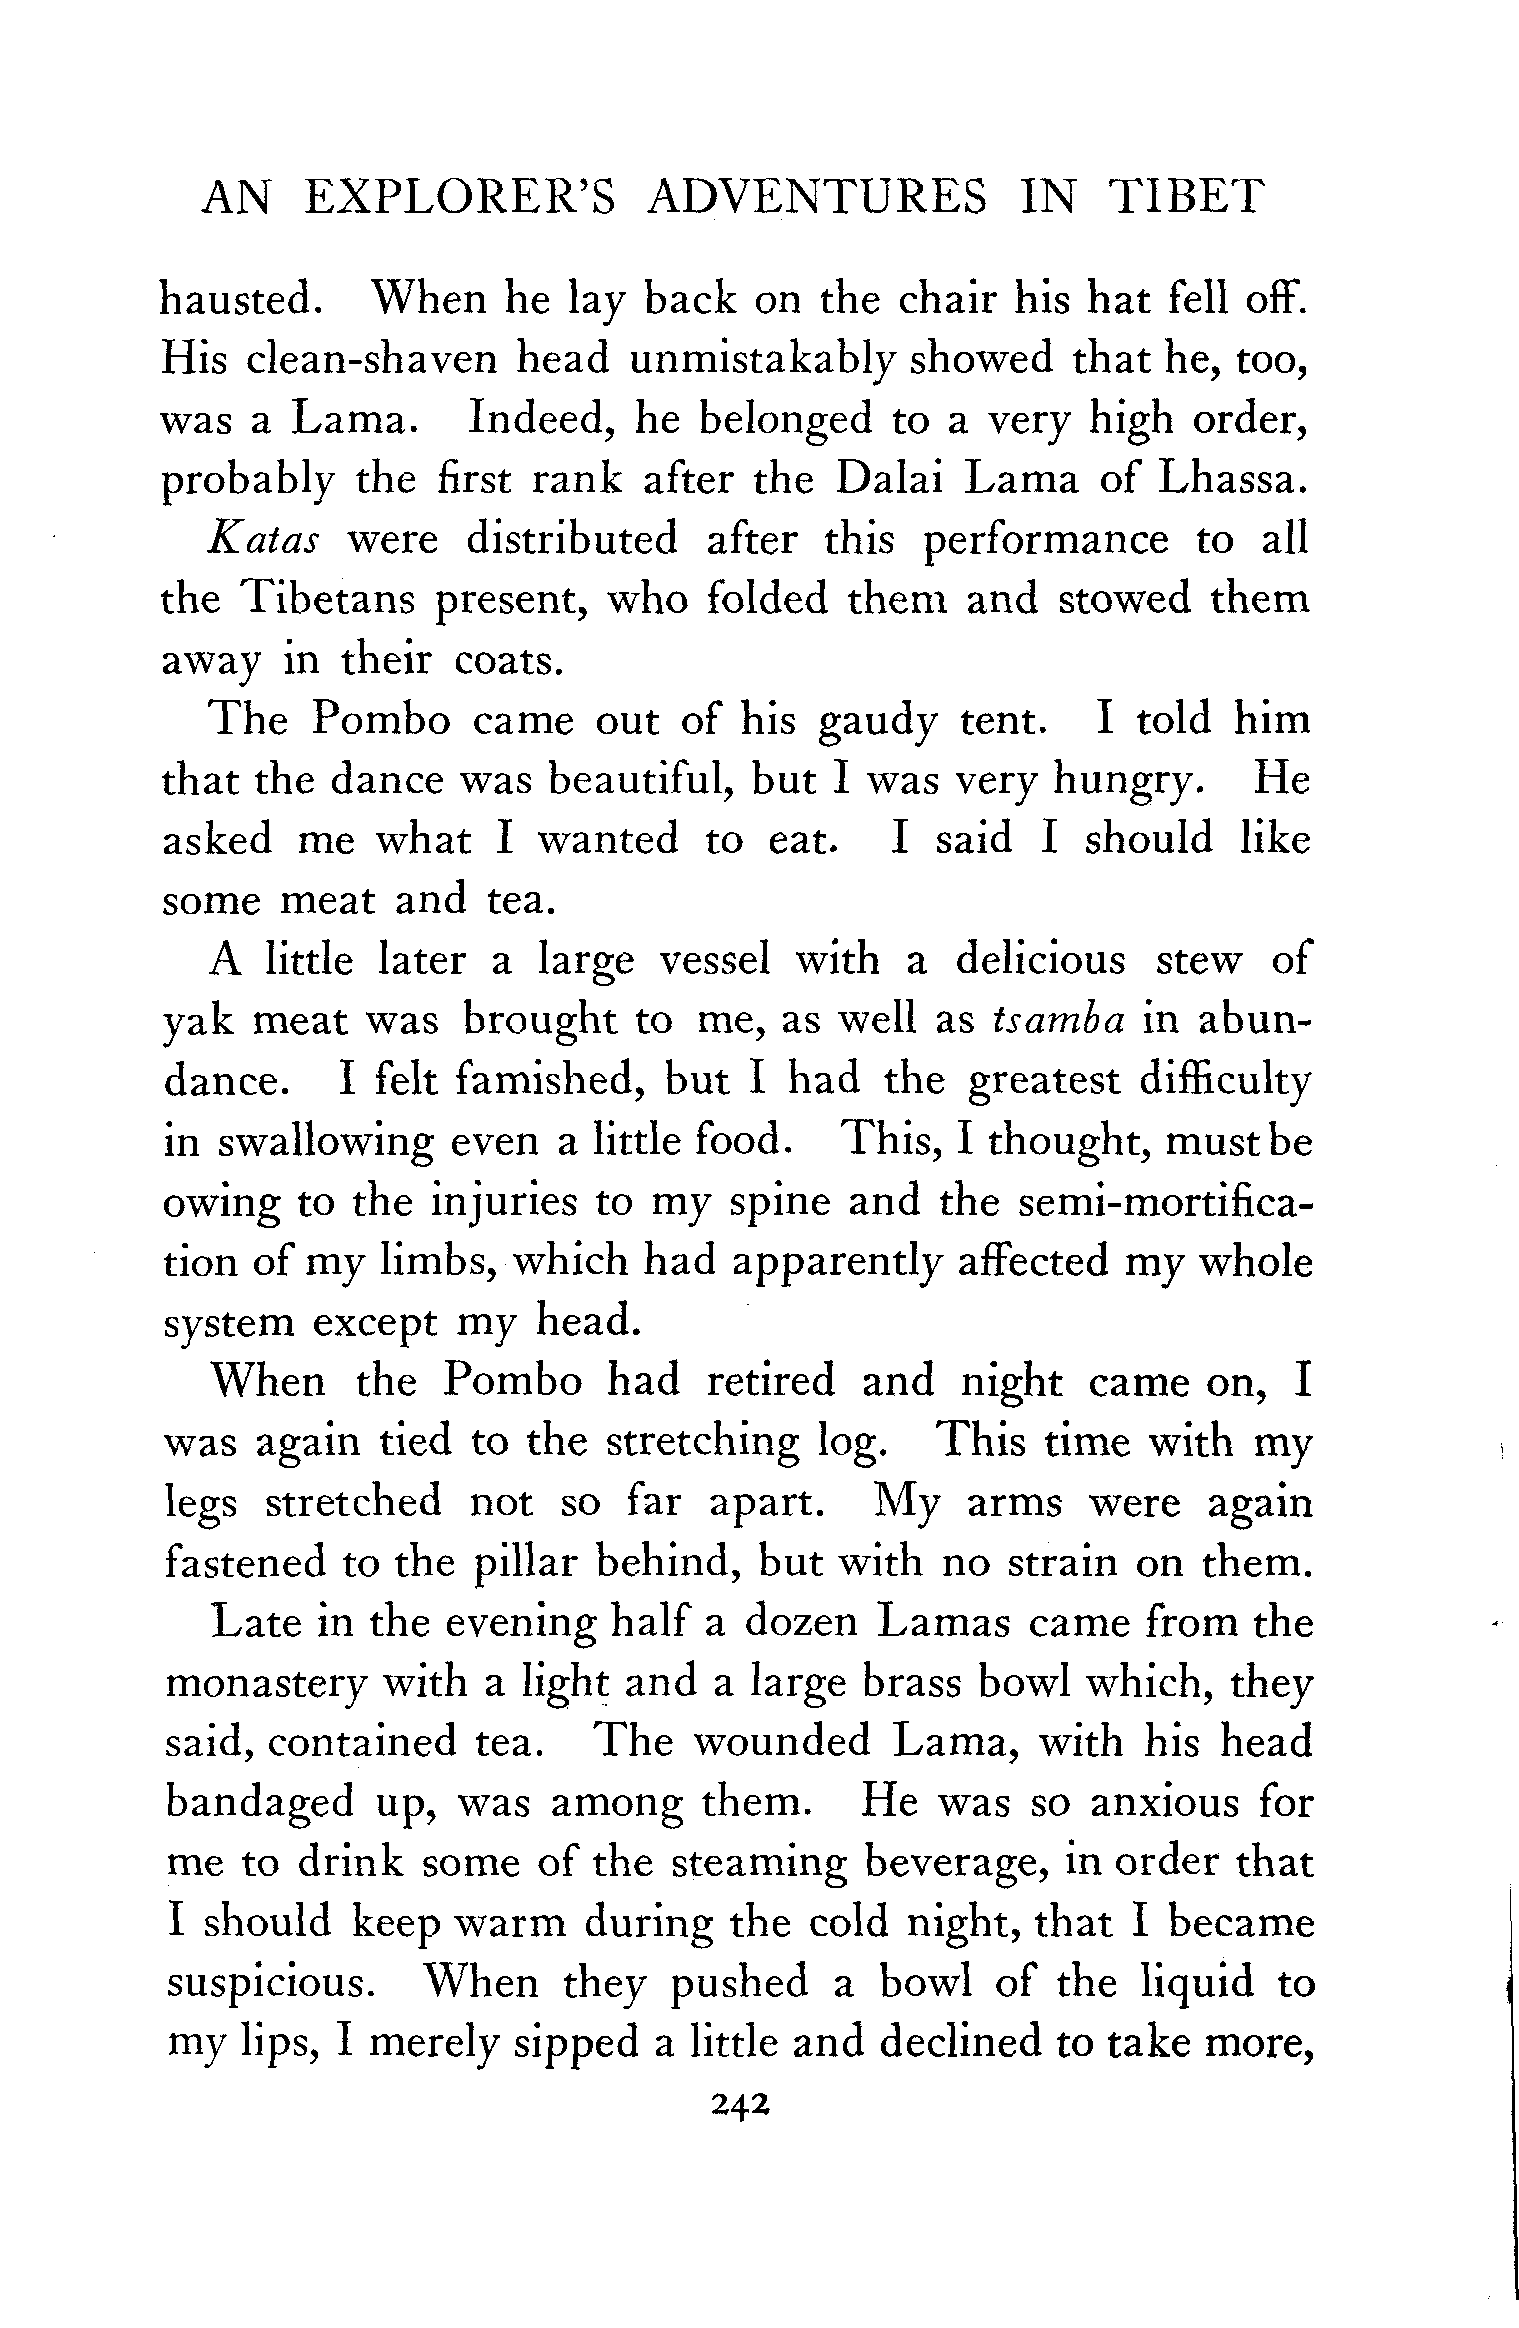 AN EXPLORER'S ADVENTURES IN TIBET
hausted. When he lay back on the chair his hat fell off.
His clean-shaven head unmistakably showed that he, too,
was a Lama. Indeed, he belonged to a very high order,
probably the first rank after the Dalai Lama of Lhassa.
Katas were distributed after this performance to all
the Tibetans present, who folded them and stowed them
away in their coats.
The Pombo came out of his gaudy tent. I told him
that the dance was beautiful, but I was very hungry. He
asked me what I wanted to eat. I said I should like
some meat and tea.
A little later a large vessel with a delicious stew of
yak meat was brought to me, as well as tsamba in abun-
dance. I felt famished, but I had the greatest difficulty
in swallowing even a little food. This, I thought, must be
owing to the injuries to my spine and the semi-mortifica-
tion of my limbs, which had apparently affected my whole
system except my head.
When the Pombo had retired and night came on, I
was again tied to the stretching log. This time with my
legs stretched not so far apart. My arms were again
fastened to the pillar behind, but with no strain on them.
Late in the evening half a dozen Lamas came from the
monastery with a light and a large brass bowl which, they
said, contained tea. The wounded Lama, with his head
bandaged up, was among them. He was so anxious for
me to drink some of the steaming beverage, in order that
I should keep warm during the cold night, that I became
suspicious. When they pushed a bowl of the liquid to
my lips, I merely sipped a little and declined to take more,
242